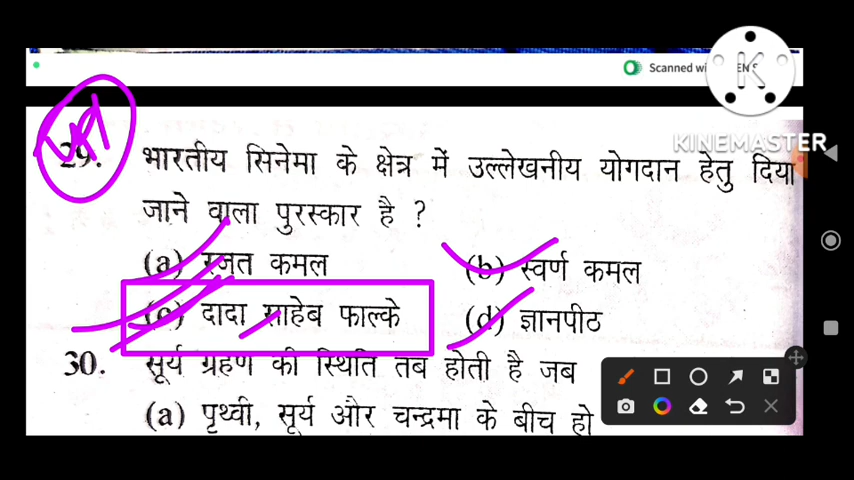 Scanned wi
KINEMASTER
29. भारतीय सिनेमा के क्षेत्र में उल्लेखनीय योगदान हेतु दिया
जाने वाला पुरस्कार है ?
(a) रजत कमल (b) स्वर्ण कमल
(c) दादा साहेब फाल्के (d) ज्ञानपीठ
30. सूर्य ग्रहण की स्थिति तब होती है जब
(a) पृथ्वी, सूर्य और चन्द्रमा के बीच हो